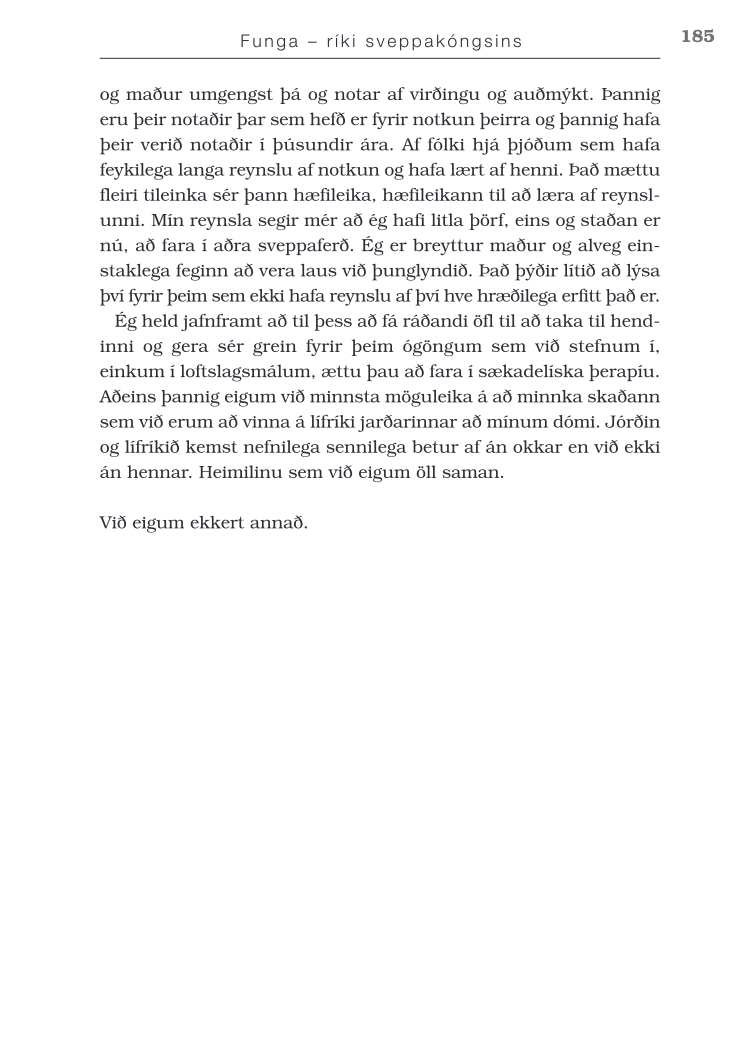 Funga – ríki sveppakóngsins
185
og maður umgengst þá og notar af virðingu og auðmýkt. Þannig
eru þeir notaðir þar sem hefð er fyrir notkun þeirra og þannig hafa
þeir verið notaðir í þúsundir ára. Af fólki hjá þjóðum sem hafa
feykilega langa reynslu af notkun og hafa lært af henni. Það mættu
fleiri tileinka sér þann hæfileika, hæfileikann til að læra af reynsl-
unni. Mín reynsla segir mér að ég hafi litla þörf, eins og staðan er
nú, að fara í aðra sveppaferð. Ég er breyttur maður og alveg ein-
staklega feginn að vera laus við þunglyndið. Það þýðir lítið að lýsa
því fyrir þeim sem ekki hafa reynslu af því hve hræðilega erfitt það er.
Ég held jafnframt að til þess að fá ráðandi öfl til að taka til hend-
inni og gera sér grein fyrir þeim ógöngum sem við stefnum í,
einkum í loftslagsmálum, ættu þau að fara í sækadelíska þerapíu.
Aðeins þannig eigum við minnsta möguleika á að minnka skaðann
sem við erum að vinna á lífríki jarðarinnar að mínum dómi. Jórðin
og lífríkið kemst nefnilega sennilega betur af án okkar en við ekki
án hennar. Heimilinu sem við eigum öll saman.
Við eigum ekkert annað.